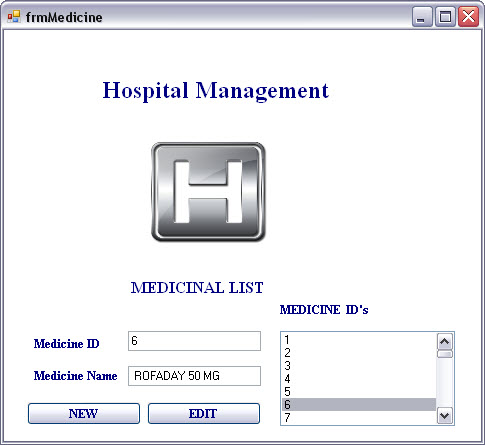 frmMedicine
Hospital Management
H
MEDICINAL LIST
MEDICINE ID's
Medicine ID
6
Medicine Name
ROFADAY 50 MG
NEW
EDIT
1
2
3
4
5
6
7